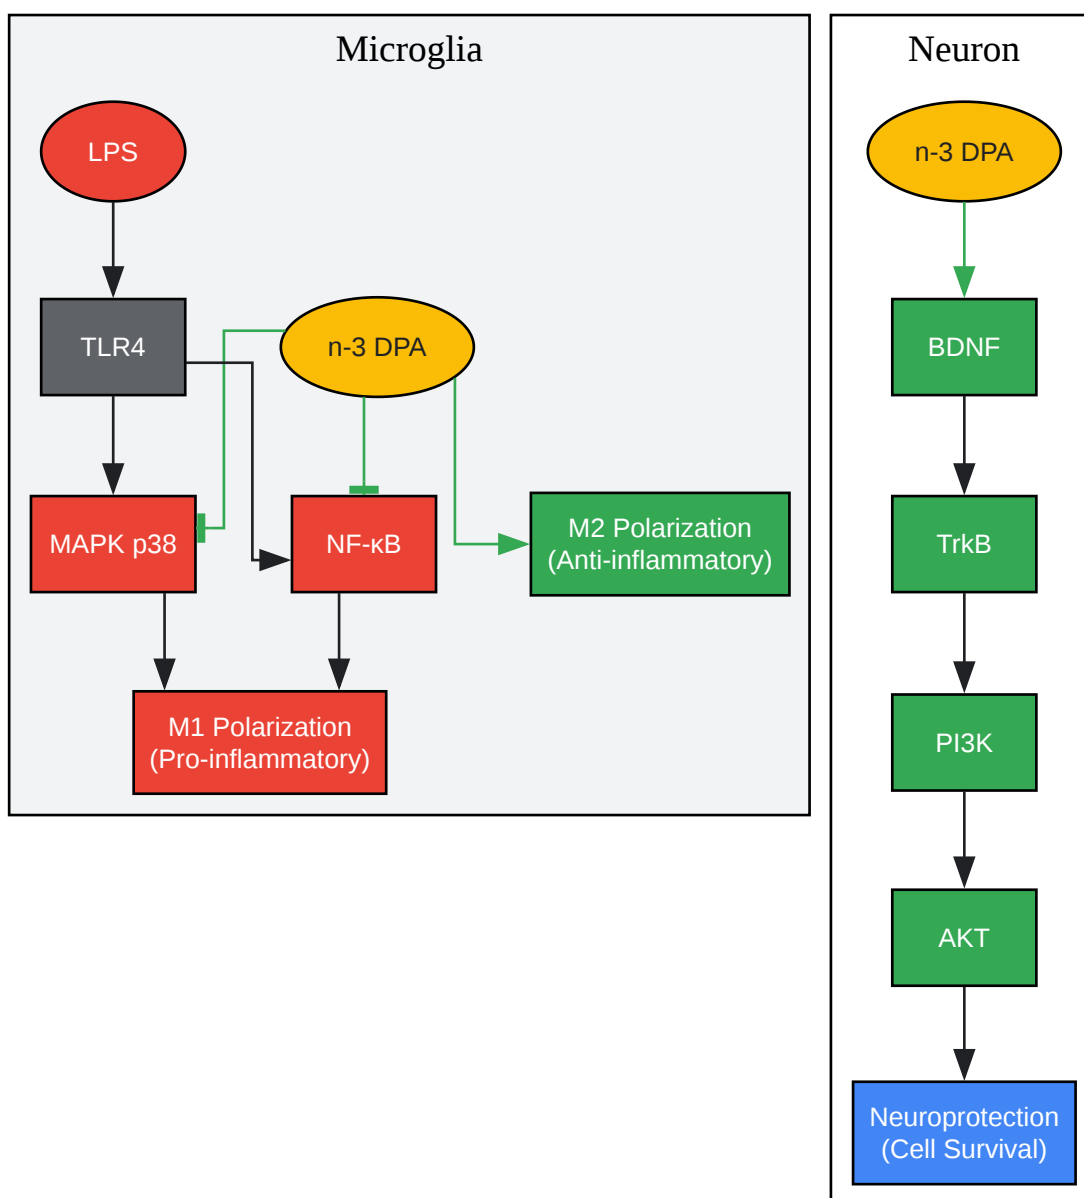 Microglia
LPS
TLR4
n-3 DPA
MAPK p38
NF-κB
M2 Polarization
(Anti-inflammatory)
M1 Polarization
(Pro-inflammatory)
Neuron
n-3 DPA
BDNF
TrkB
PI3K
AKT
Neuroprotection
(Cell Survival)